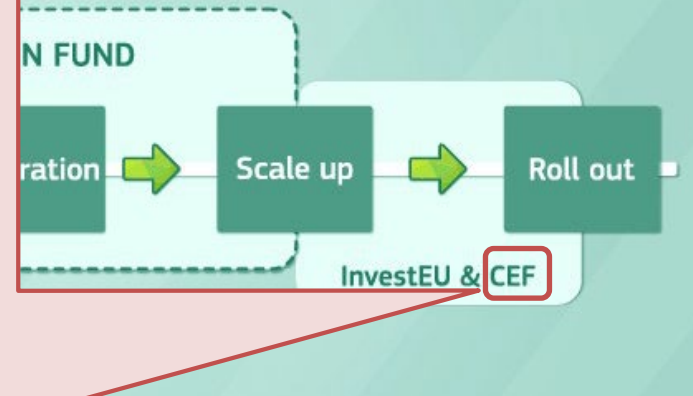 N FUND
ration
Scale up
Roll out
InvestEU & CEF